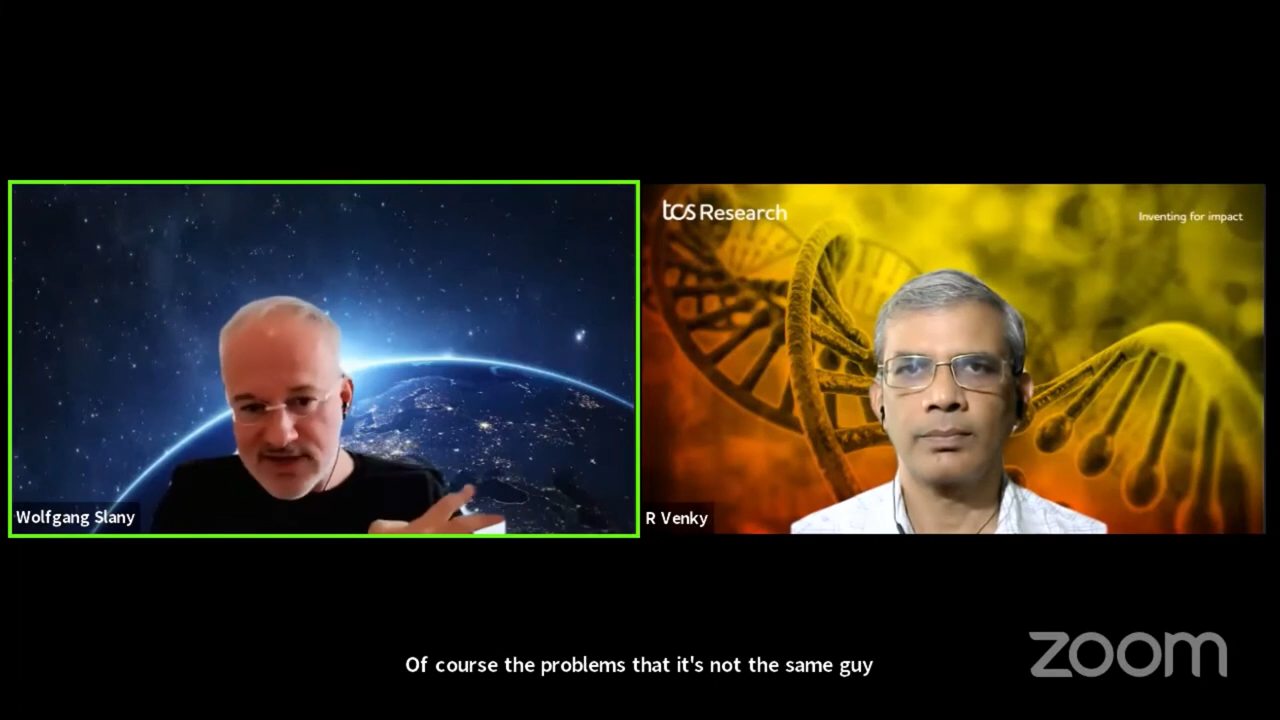 tcs Research
Inventing for impact
Wolfgang Slany
R Venky
Of course the problems that it's not the same guy
zoom